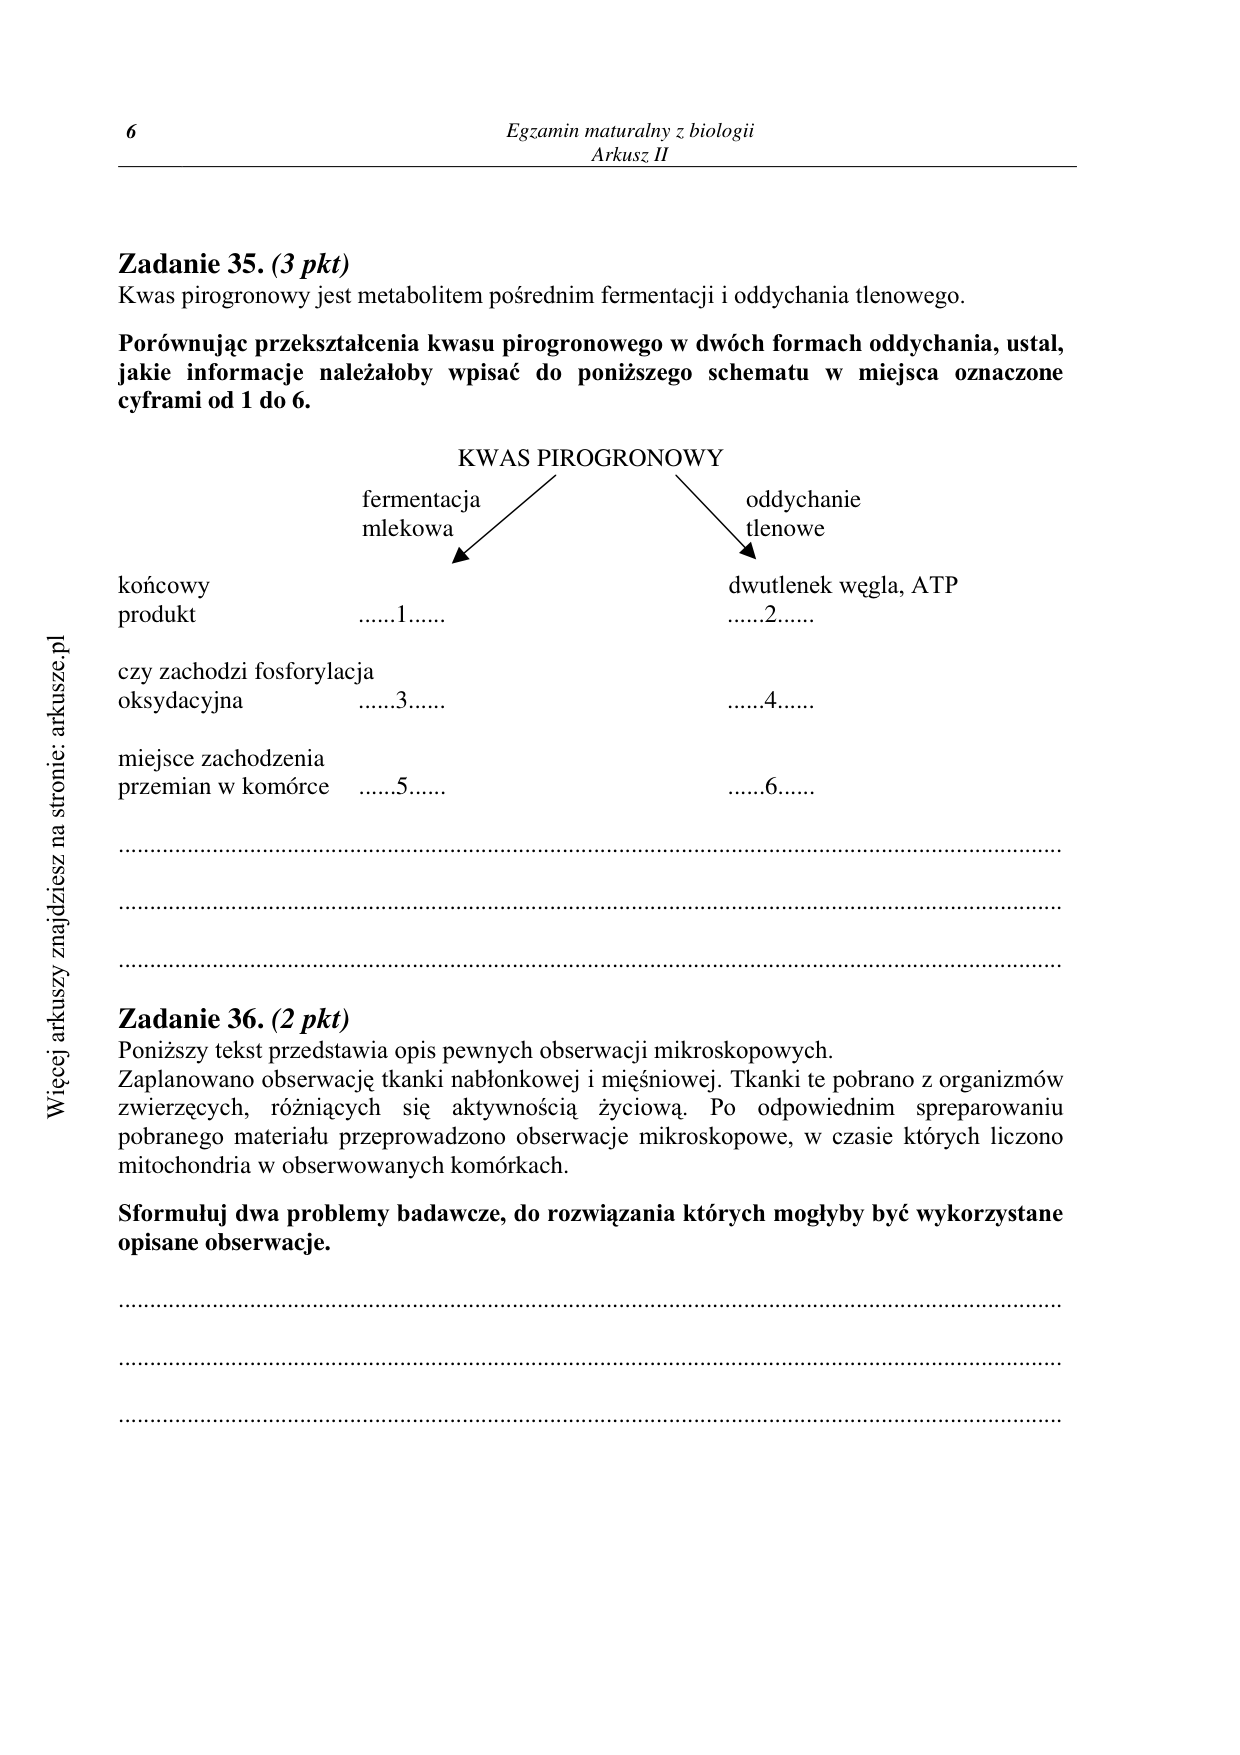 6
Egzamin maturalny z biologii
Arkusz II
Zadanie 35. (3 pkt)
Kwas pirogronowy jest metabolitem pośrednim fermentacji i oddychania tlenowego.
Porównując przekształcenia kwasu pirogronowego w dwóch formach oddychania, ustal,
jakie informacje należałoby wpisać do poniższego schematu w miejsca oznaczone
cyframi od 1 do 6.
KWAS PIROGRONOWY
fermentacja oddychanie
mlekowa tlenowe
końcowy dwutlenek węgla, ATP
produkt ......1...... ......2......
czy zachodzi fosforylacja
oksydacyjna ......3...... ......4......
miejsce zachodzenia
przemian w komórce ......5...... ......6......
.......................................................................................................................................................
.......................................................................................................................................................
.......................................................................................................................................................
Zadanie 36. (2 pkt)
Poniższy tekst przedstawia opis pewnych obserwacji mikroskopowych.
Zaplanowano obserwację tkanki nabłonkowej i mięśniowej. Tkanki te pobrano z organizmów
zwierzęcych, różniących się aktywnością życiową. Po odpowiednim spreparowaniu
pobranego materiału przeprowadzono obserwacje mikroskopowe, w czasie których liczono
mitochondria w obserwowanych komórkach.
Sformułuj dwa problemy badawcze, do rozwiązania których mogłyby być wykorzystane
opisane obserwacje.
.......................................................................................................................................................
.......................................................................................................................................................
.......................................................................................................................................................
Więcej arkuszy znajdziesz na stronie: arkusze.pl